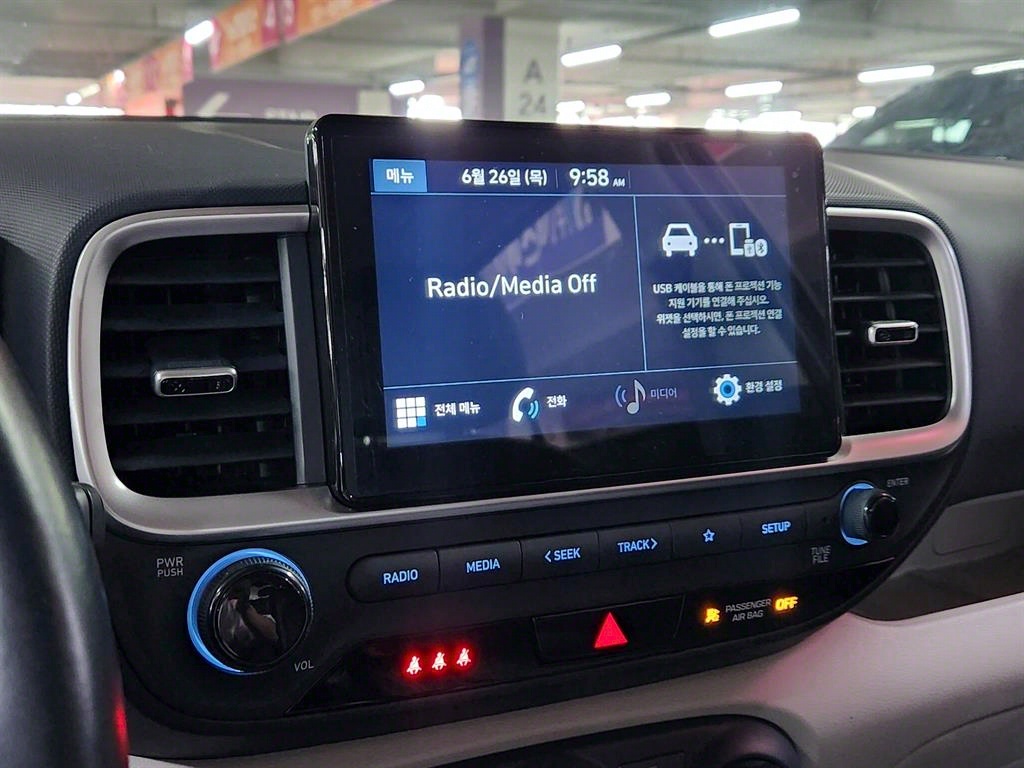 A
24
메뉴
6월 26일 (목)
9:58 AM
Radio/Media Off
USB 케이블을 통해 폰 프로젝션 기능
지원 기기를 연결해 주십시오.
위젯을 선택하시면, 폰 프로젝션 연결
설정을 할 수 있습니다.
전체 메뉴
전화
미디어
환경 설정
PWR
PUSH
VOL
RADIO
MEDIA
< SEEK
TRACK >
SETUP
ENTER
TUNE
FILE
PASSENGER
AIR BAG
OFF